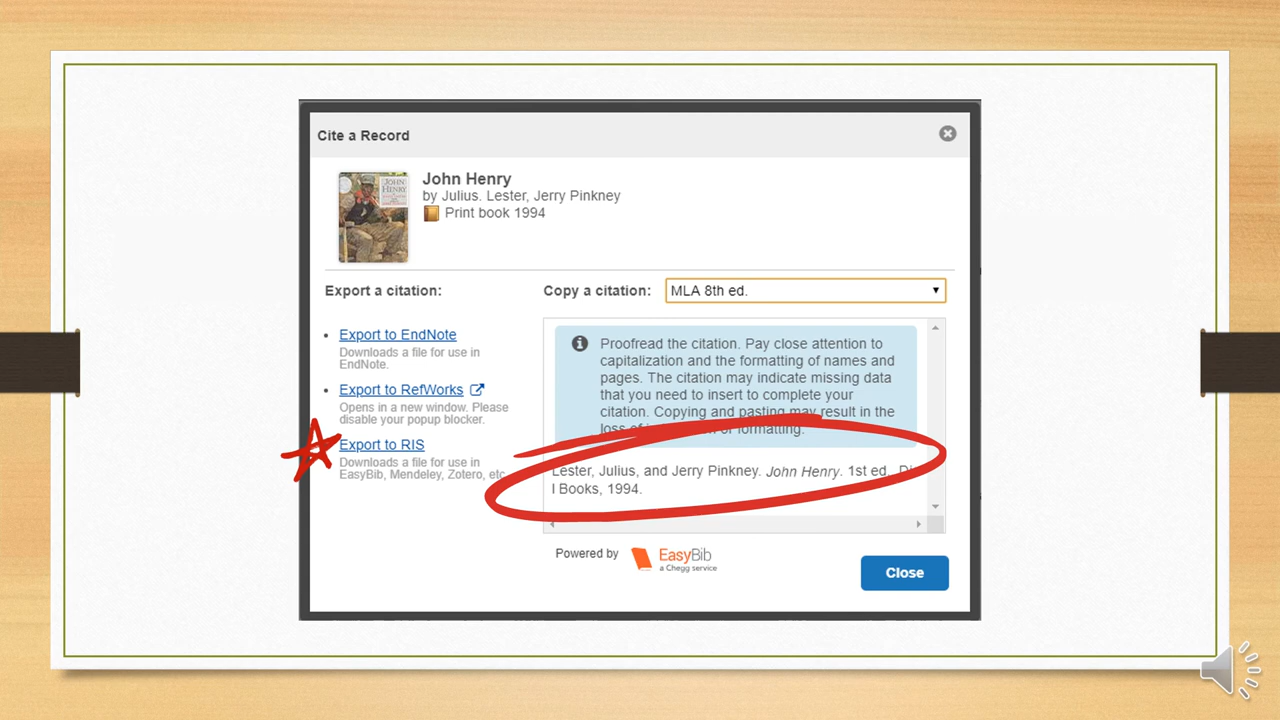 Cite a Record
John Henry
by Julius. Lester, Jerry Pinkney
Print book 1994
JOHN
HENRY
Export a citation:
Copy a citation:
MLA 8th ed.
Export to EndNote
Downloads a file for use in
EndNote.
Export to RefWorks
Opens in a new window. Please
disable your popup blocker.
Export to RIS
Downloads a file for use in
EasyBib, Mendeley, Zotero, etc
Proofread the citation. Pay close attention to
capitalization and the formatting of names and
pages. The citation may indicate missing data
that you need to insert to complete your
citation. Copying and pasting may result in the
loss of formatting.
Lester, Julius, and Jerry Pinkney. John Henry. 1st ed.,
l Books, 1994.
Powered by
EasyBib
a Chegg service
Close